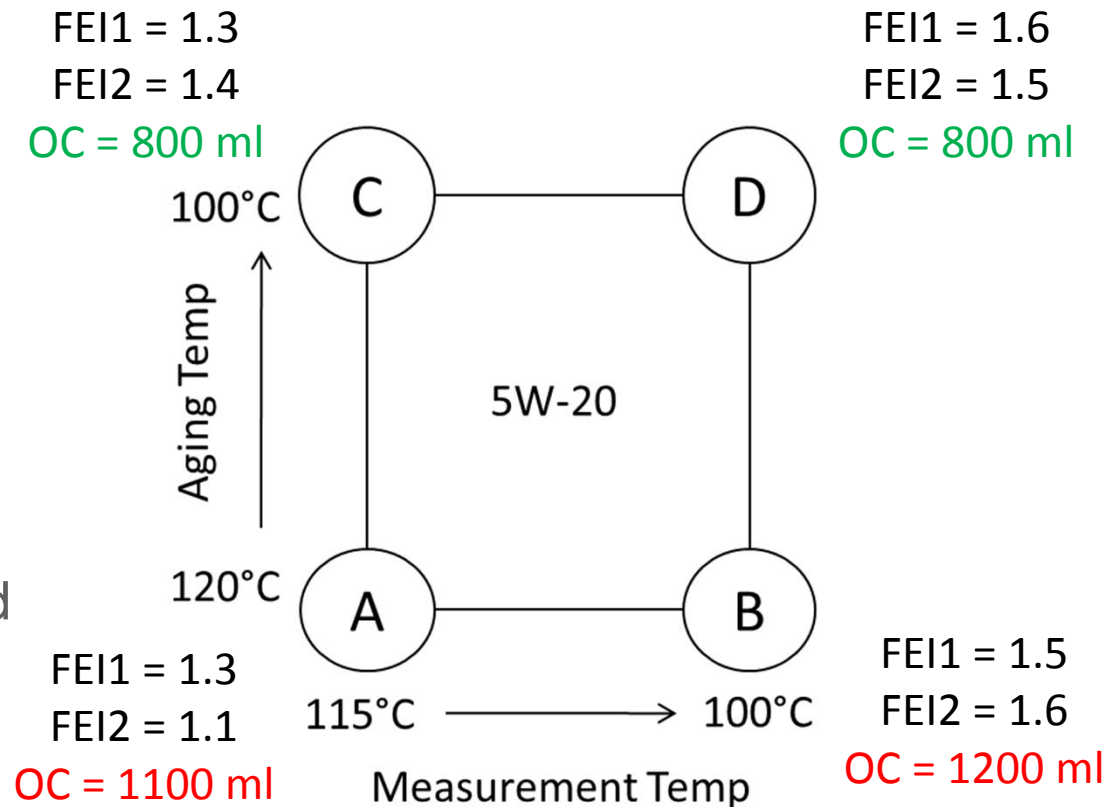 FEI1 = 1.3
FEI2 = 1.4
OC = 800 ml
FEI1 = 1.6
FEI2 = 1.5
OC = 800 ml
100°C
C
D
Aging Temp
5W-20
120°C
A
B
d
FEI1 = 1.3
FEI2 = 1.1
OC = 1100 ml
115°C
100°C
Measurement Temp
FEI1 = 1.5
FEI2 = 1.6
OC = 1200 ml